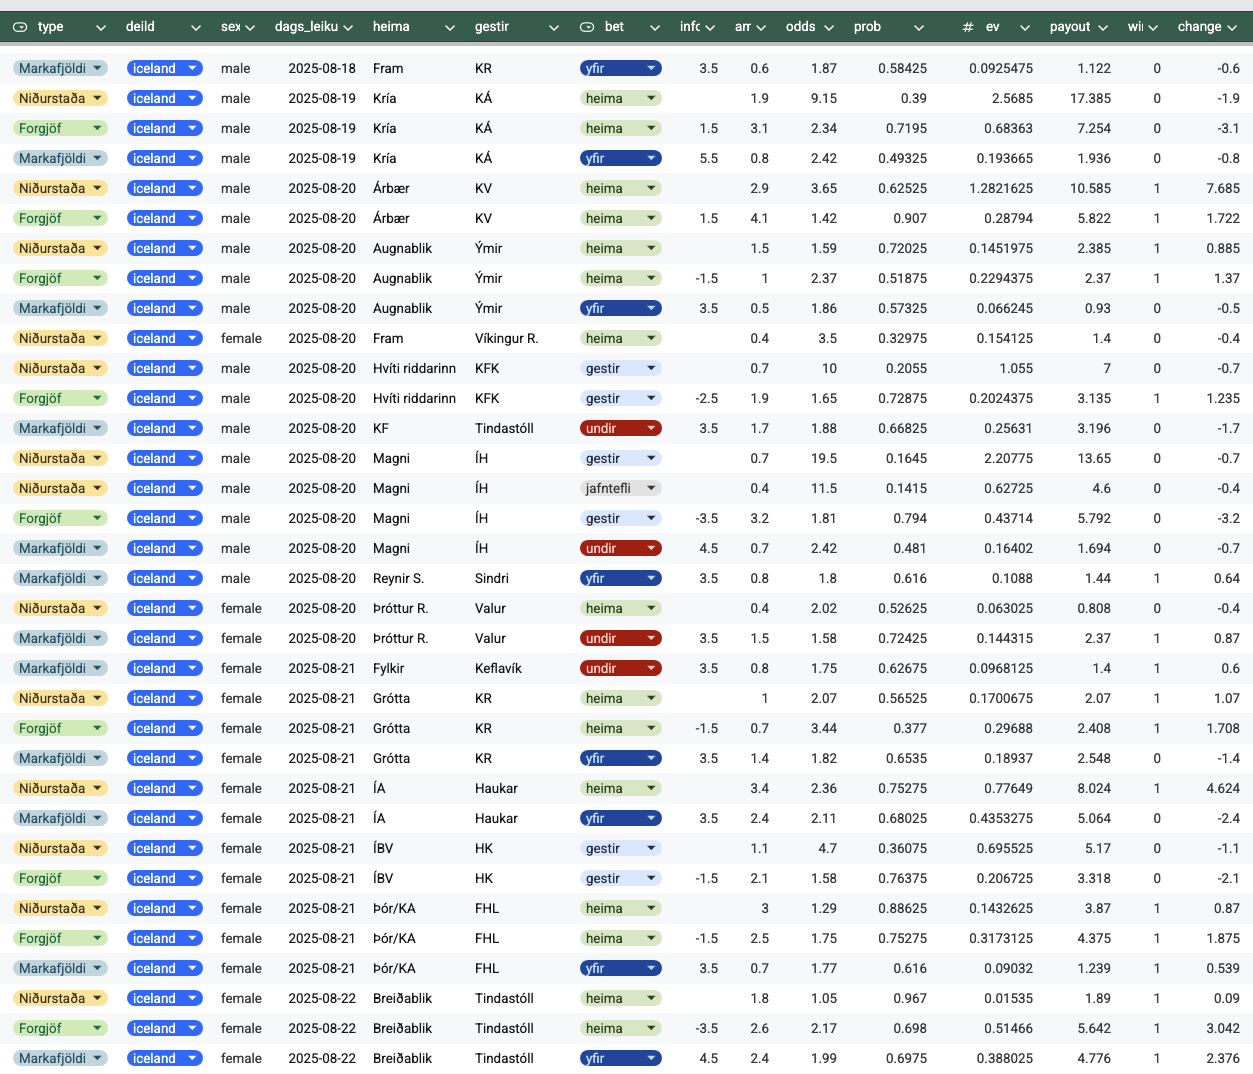 type deild sex dags_leiku heima gestir bet info am odds prob # ev payout wi change
Markafjöldi iceland male 2025-08-18 Fram KR yfir 3.5 0.6 1.87 0.58425 0.0925475 1.122 0 -0.6
Niðurstaða iceland male 2025-08-19 Kría KÁ heima 1.9 9.15 0.39 2.5685 17.385 0 -1.9
Forgjöf iceland male 2025-08-19 Kría KÁ heima 1.5 3.1 2.34 0.7195 0.68363 7.254 0 -3.1
Markafjöldi iceland male 2025-08-19 Kría KÁ yfir 5.5 0.8 2.42 0.49325 0.193665 1.936 0 -0.8
Niðurstaða iceland male 2025-08-20 Árbær KV heima 2.9 3.65 0.62525 1.2821625 10.585 1 7.685
Forgjöf iceland male 2025-08-20 Árbær KV heima 1.5 4.1 1.42 0.907 0.28794 5.822 1 1.722
Niðurstaða iceland male 2025-08-20 Augnablik Ýmir heima 1.5 1.59 0.72025 0.1451975 2.385 1 0.885
Forgjöf iceland male 2025-08-20 Augnablik Ýmir heima -1.5 1 2.37 0.51875 0.2294375 2.37 1 1.37
Markafjöldi iceland male 2025-08-20 Augnablik Ýmir yfir 3.5 0.5 1.86 0.57325 0.066245 0.93 0 -0.5
Niðurstaða iceland female 2025-08-20 Fram Víkingur R. heima 0.4 3.5 0.32975 0.154125 1.4 0 -0.4
Niðurstaða iceland male 2025-08-20 Hvíti riddarinn KFK gestir 0.7 10 0.2055 1.055 7 0 -0.7
Forgjöf iceland male 2025-08-20 Hvíti riddarinn KFK gestir -2.5 1.9 1.65 0.72875 0.2024375 3.135 1 1.235
Markafjöldi iceland male 2025-08-20 KF Tindastóll undir 3.5 1.7 1.88 0.66825 0.25631 3.196 0 -1.7
Niðurstaða iceland male 2025-08-20 Magni ÍH gestir 0.7 19.5 0.1645 2.20775 13.65 0 -0.7
Niðurstaða iceland male 2025-08-20 Magni ÍH jafntefli 0.4 11.5 0.1415 0.62725 4.6 0 -0.4
Forgjöf iceland male 2025-08-20 Magni ÍH gestir -3.5 3.2 1.81 0.794 0.43714 5.792 0 -3.2
Markafjöldi iceland male 2025-08-20 Magni ÍH undir 4.5 0.7 2.42 0.481 0.16402 1.694 0 -0.7
Markafjöldi iceland male 2025-08-20 Reynir S. Sindri yfir 3.5 0.8 1.8 0.616 0.1088 1.44 1 0.64
Niðurstaða iceland female 2025-08-20 Þróttur R. Valur heima 0.4 2.02 0.52625 0.063025 0.808 0 -0.4
Markafjöldi iceland female 2025-08-20 Þróttur R. Valur undir 3.5 1.5 1.58 0.72425 0.144315 2.37 1 0.87
Markafjöldi iceland female 2025-08-21 Fylkir Keflavík undir 3.5 0.8 1.75 0.62675 0.0968125 1.4 1 0.6
Niðurstaða iceland female 2025-08-21 Grótta KR heima 1 2.07 0.56525 0.1700675 2.07 1 1.07
Forgjöf iceland female 2025-08-21 Grótta KR heima -1.5 0.7 3.44 0.377 0.29688 2.408 1 1.708
Markafjöldi iceland female 2025-08-21 Grótta KR yfir 3.5 1.4 1.82 0.6535 0.18937 2.548 0 -1.4
Niðurstaða iceland female 2025-08-21 ÍA Haukar heima 3.4 2.36 0.75275 0.77649 8.024 1 4.624
Markafjöldi iceland female 2025-08-21 ÍA Haukar yfir 3.5 2.4 2.11 0.68025 0.4353275 5.064 0 -2.4
Niðurstaða iceland female 2025-08-21 ÍBV HK gestir 1.1 4.7 0.36075 0.695525 5.17 0 -1.1
Forgjöf iceland female 2025-08-21 ÍBV HK gestir -1.5 2.1 1.58 0.76375 0.206725 3.318 0 -2.1
Niðurstaða iceland female 2025-08-21 Þór/KA FHL heima 3 1.29 0.88625 0.1432625 3.87 1 0.87
Forgjöf iceland female 2025-08-21 Þór/KA FHL heima -1.5 2.5 1.75 0.75275 0.3173125 4.375 1 1.875
Markafjöldi iceland female 2025-08-21 Þór/KA FHL yfir 3.5 0.7 1.77 0.616 0.09032 1.239 1 0.539
Niðurstaða iceland female 2025-08-22 Breiðablik Tindastóll heima 1.8 1.05 0.967 0.01535 1.89 1 0.09
Forgjöf iceland female 2025-08-22 Breiðablik Tindastóll heima -3.5 2.6 2.17 0.698 0.51466 5.642 1 3.042
Markafjöldi iceland female 2025-08-22 Breiðablik Tindastóll yfir 4.5 2.4 1.99 0.6975 0.388025 4.776 1 2.376